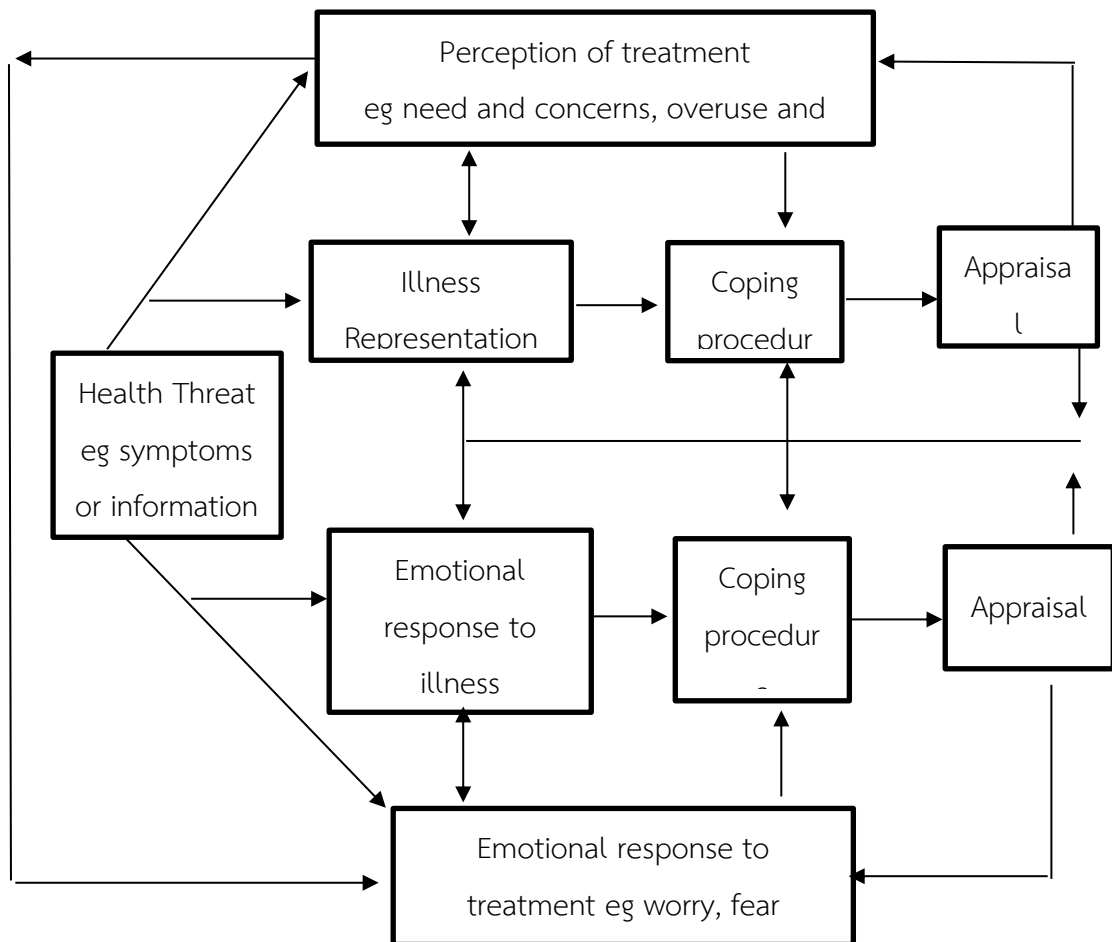 Perception of treatment
eg need and concerns, overuse and
Illness
Representation
Coping
procedur
Appraisa
l
Health Threat
eg symptoms
or information
Emotional
response to
illness
Coping
procedur
Appraisal
Emotional response to
treatment eg worry, fear